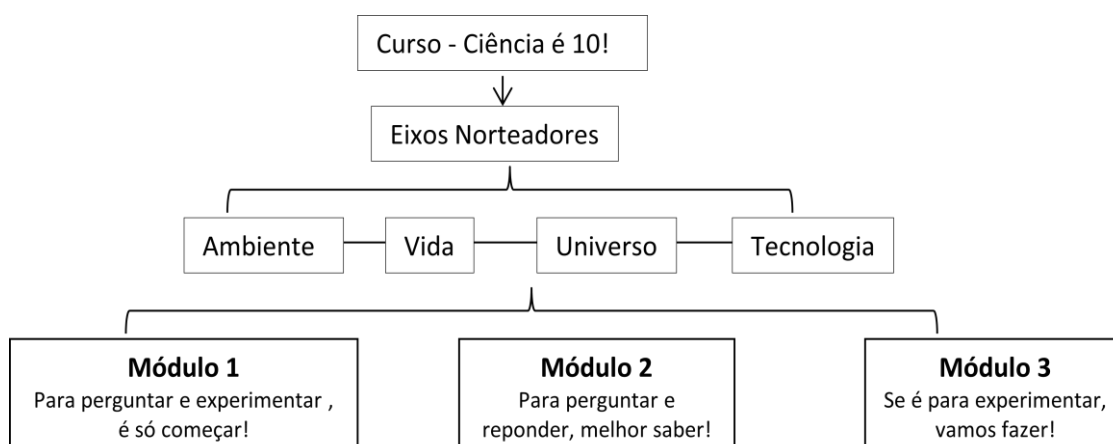 Curso - Ciência é 10!
Eixos Norteadores
Ambiente
Vida
Universo
Tecnologia
Módulo 1
Para perguntar e experimentar ,
é só começar!
Módulo 2
Para perguntar e
reponder, melhor saber!
Módulo 3
Se é para experimentar,
vamos fazer!